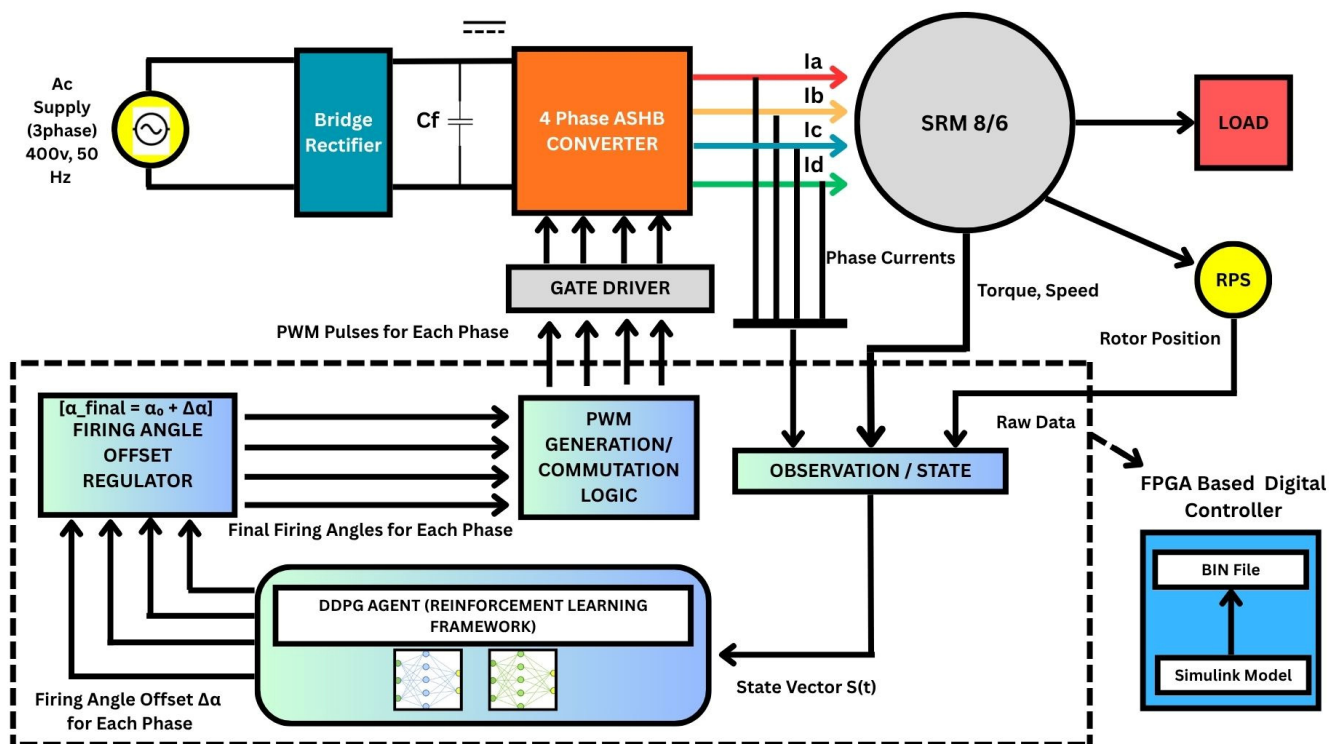 Ac
Supply
(3phase)
400v, 50
Hz
Bridge
Rectifier
Cf
4 Phase ASHB
CONVERTER
Ia
Ib
Ic
Id
SRM 8/6
LOAD
Phase Currents
Torque, Speed
RPS
Rotor Position
GATE DRIVER
PWM Pulses for Each Phase
[α_final = α₀ + Δα]
FIRING ANGLE
OFFSET
REGULATOR
PWM
GENERATION/
COMMUTATION
LOGIC
Final Firing Angles for Each Phase
Raw Data
OBSERVATION / STATE
FPGA Based Digital
Controller
BIN File
Simulink Model
DDPG AGENT (REINFORCEMENT LEARNING
FRAMEWORK)
State Vector S(t)
Firing Angle Offset Δα
for Each Phase